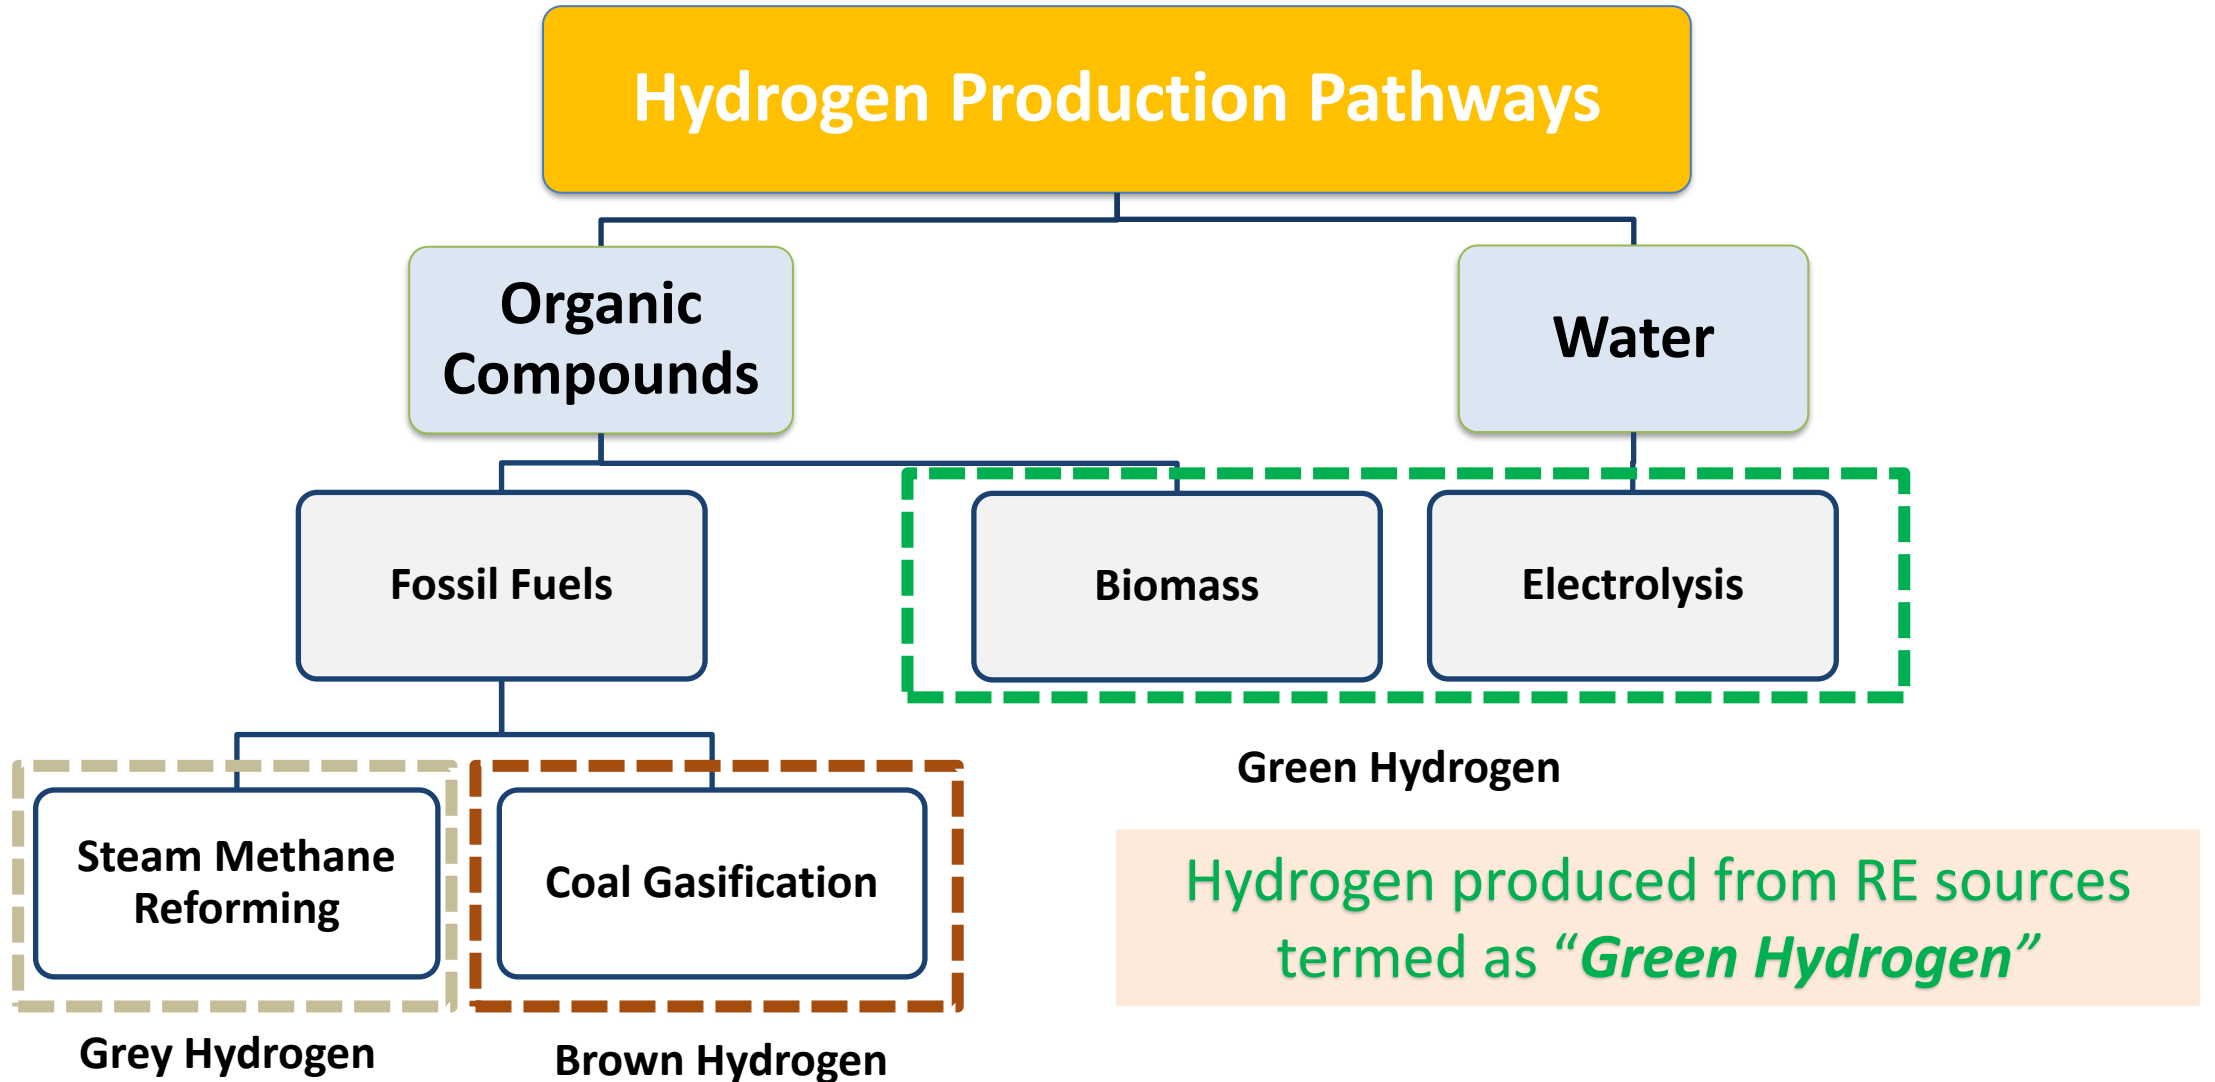 Hydrogen Production Pathways
Organic
Compounds
Water
Fossil Fuels
Biomass
Electrolysis
Green Hydrogen
Steam Methane
Reforming
Coal Gasification
Hydrogen produced from RE sources
termed as “Green Hydrogen”
Grey Hydrogen
Brown Hydrogen